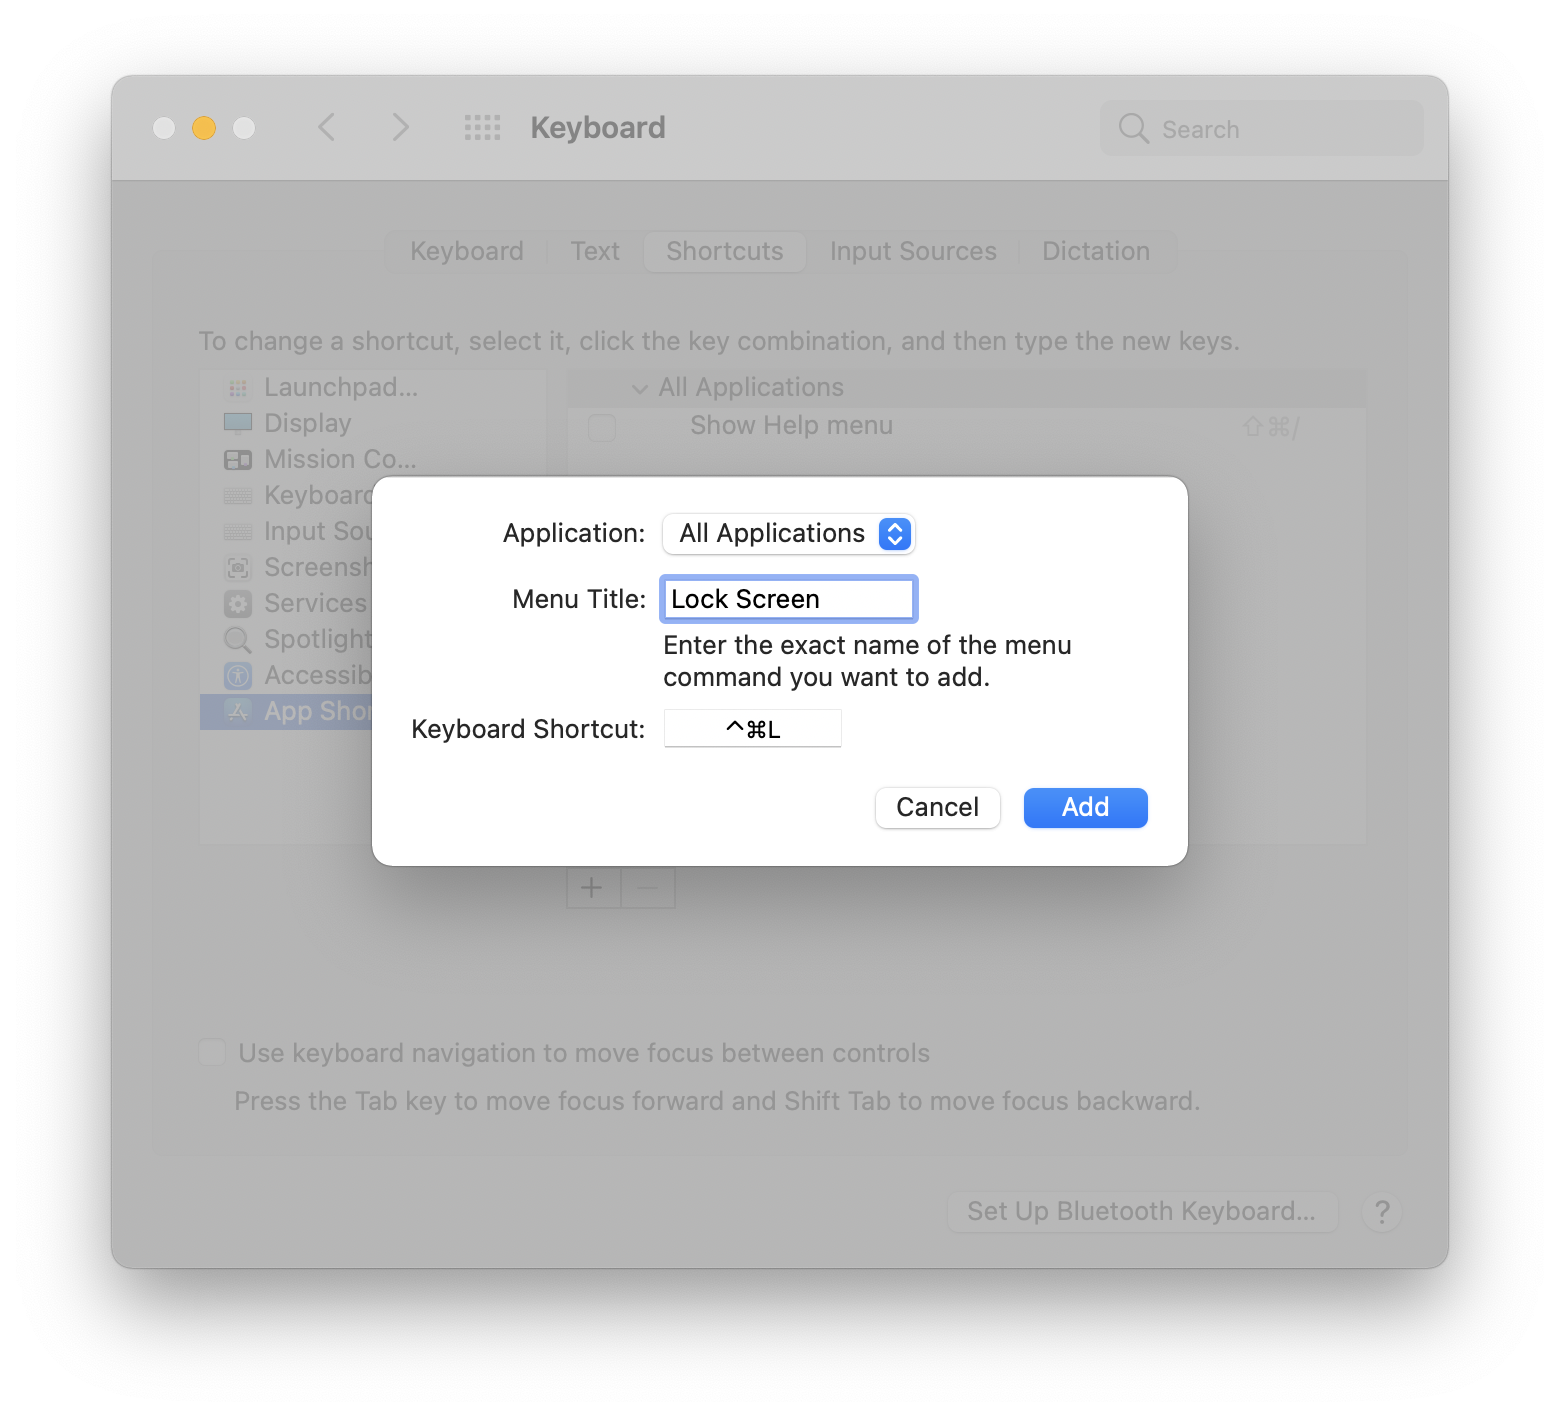 Keyboard
Search
Keyboard
Text
Shortcuts
Input Sources
Dictation
To change a shortcut, select it, click the key combination, and then type the new keys.
Launchpad...
Display
Mission Co...
Keyboard
Input Sou
Screensh
Services
Spotlight
Accessib
App Shor
All Applications
Show Help menu
⇧⌘/
Application:
All Applications
Menu Title:
Lock Screen
Enter the exact name of the menu
command you want to add.
Keyboard Shortcut:
^⌘L
Cancel
Add
+
−
Use keyboard navigation to move focus between controls
Press the Tab key to move focus forward and Shift Tab to move focus backward.
Set Up Bluetooth Keyboard...
?